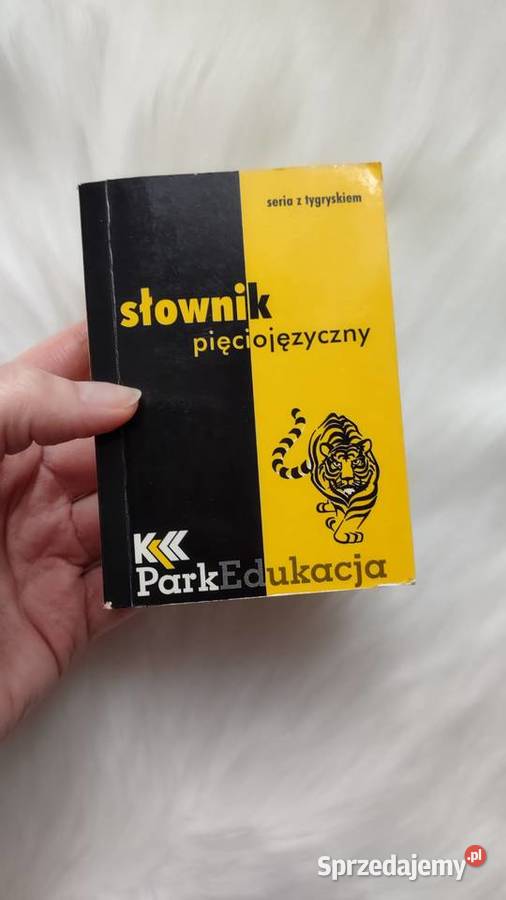 seria z tygryskiem
słownik
pięciojęzyczny
K
ParkEdukacja
Sprzedajemy.pl